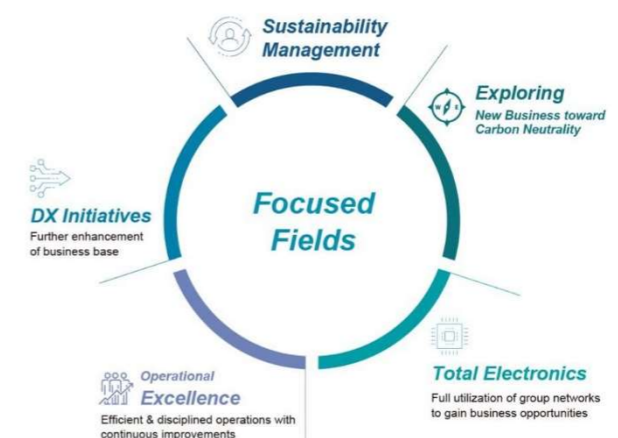 Sustainability
Management
Exploring
New Business toward
Carbon Neutrality
W E
Focused
Fields
DX Initiatives
Further enhancement
of business base
Total Electronics
Full utilization of group networks
to gain business opportunities
Operational
Excellence
Efficient & disciplined operations with
continuous improvements